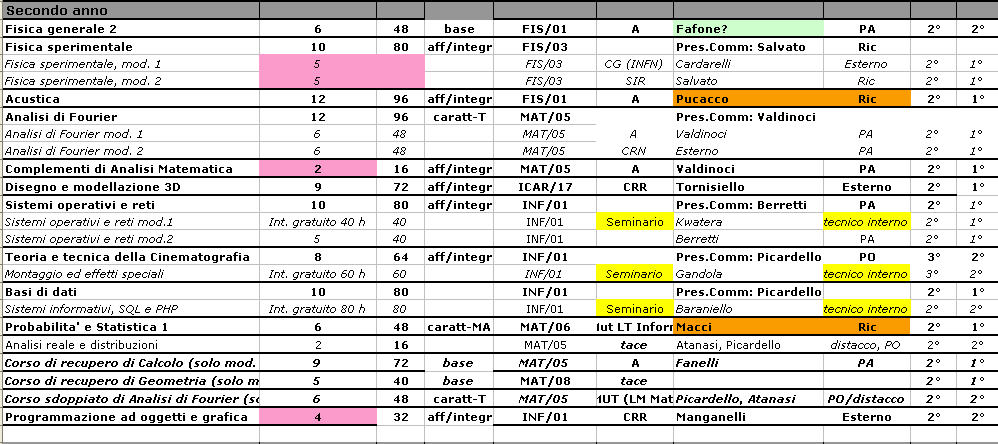 Secondo anno
Fisica generale 2 6 48 base FIS/01 A Fafone? PA 2° 2°
Fisica sperimentale 10 80 aff/integr FIS/03 Pres.Comm: Salvato Ric
Fisica sperimentale, mod. 1 5 FIS/03 CG (INFN) Cardarelli Esterno 2° 1°
Fisica sperimentale, mod. 2 5 FIS/03 SIR Salvato Ric 2° 1°
Acustica 12 96 aff/integr FIS/01 A Pucacco Ric 2° 1°
Analisi di Fourier 12 96 caratt-T MAT/05 Pres.Comm: Valdinoci
Analisi di Fourier mod. 1 6 48 MAT/05 A Valdinoci PA 2° 1°
Analisi di Fourier mod. 2 6 48 MAT/05 CRN Esterno PA 2° 1°
Complementi di Analisi Matematica 2 16 aff/integr MAT/05 A Valdinoci PA 2° 1°
Disegno e modellazione 3D 9 72 aff/integr ICAR/17 CRR Tornisiello Esterno 2° 1°
Sistemi operativi e reti 10 80 aff/integr INF/01 Pres.Comm: Berretti PA 2° 1°
Sistemi operativi e reti mod.1 Int. gratuito 40 h 40 INF/01 Seminario Kwatera tecnico interno 2° 1°
Sistemi operativi e reti mod.2 5 40 INF/01 Berretti PA 2° 1°
Teoria e tecnica della Cinematografia 8 64 aff/integr INF/01 Pres.Comm: Picardello PO 3° 2°
Montaggio ed effetti speciali Int. gratuito 60 h 60 INF/01 Seminario Gandola tecnico interno 3° 2°
Basi di dati 10 80 INF/01 Pres.Comm: Picardello 2° 1°
Sistemi informativi, SQL e PHP Int. gratuito 80 h 80 INF/01 Seminario Baraniello tecnico interno 2° 2°
Probabilita' e Statistica 1 6 48 caratt-MA MAT/06 1ut LT Inform Macci Ric 2° 1°
Analisi reale e distribuzioni 2 16 MAT/05 tace Atanasi, Picardello distacco, PO 2° 2°
Corso di recupero di Calcolo (solo mod. 9 72 base MAT/05 A Fanelli PA 2° 1°
Corso di recupero di Geometria (solo m 5 40 base MAT/08 tace 2° 1°
Corso sdoppiato di Analisi di Fourier (so 6 48 caratt-T MAT/05 1UT (LM Mat Picardello, Atanasi PO/distacco 2° 2°
Programmazione ad oggetti e grafica 4 32 aff/integr INF/01 CRR Manganelli Esterno 2° 2°